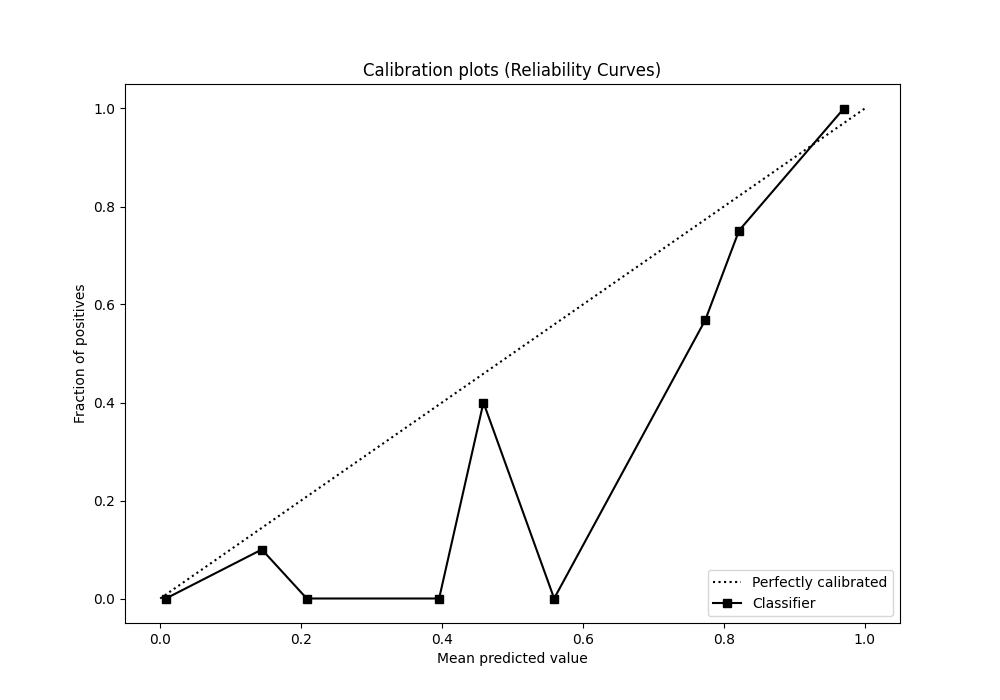 Calibration plots (Reliability Curves)
1.0
0.8
0.6
0.4
0.2
0.0
Fraction of positives
0.0 0.2 0.4 0.6 0.8 1.0
Mean predicted value
Perfectly calibrated
Classifier